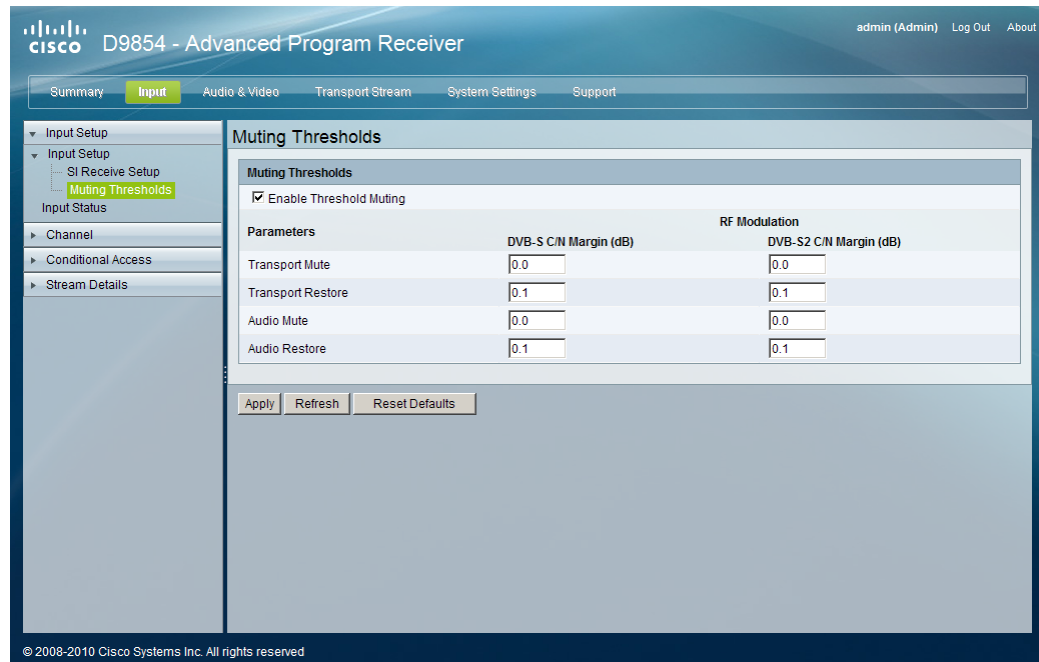 admin (Admin) Log Out About
CISCO D9854 - Advanced Program Receiver
Summary Input Audio & Video Transport Stream System Settings Support
Input Setup
Input Setup
SI Receive Setup
Muting Thresholds
Input Status
Channel
Conditional Access
Stream Details
Muting Thresholds
Muting Thresholds
Enable Threshold Muting
Parameters
RF Modulation
DVB-S C/N Margin (dB) DVB-S2 C/N Margin (dB)
Transport Mute 0.0 0.0
Transport Restore 0.1 0.1
Audio Mute 0.0 0.0
Audio Restore 0.1 0.1
Apply Refresh Reset Defaults
© 2008-2010 Cisco Systems Inc. All rights reserved